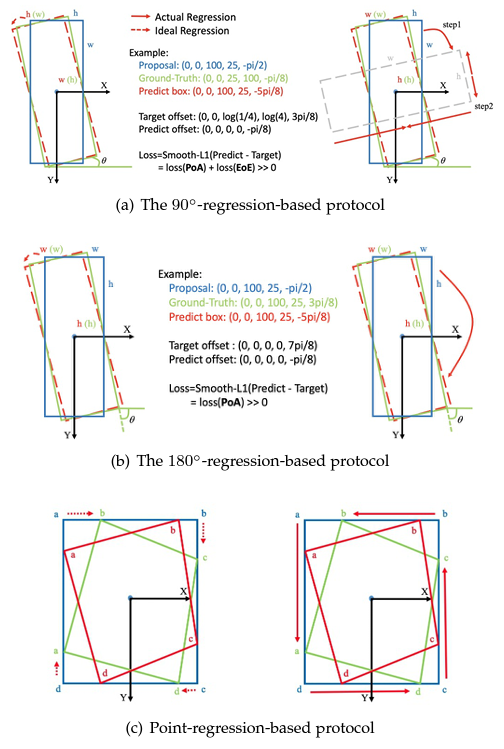 h (w)
h
w
w (h)
X
Y
θ
Actual Regression
Ideal Regression
Example:
Proposal: (0, 0, 100, 25, -pi/2)
Ground-Truth: (0, 0, 25, 100, -pi/8)
Predict box: (0, 0, 100, 25, -5pi/8)
Target offset: (0, 0, log(1/4), log(4), 3pi/8)
Predict offset: (0, 0, 0, 0, -pi/8)
Loss=Smooth-L1(Predict - Target)
= loss(PoA) + loss(EoE) >> 0
h
step1
w
w
h
h (w)
X
step2
θ
Y
(a) The 90°-regression-based protocol
w (w)
w
h
h (h)
X
Y
θ
Example:
Proposal: (0, 0, 100, 25, -pi/2)
Ground-Truth: (0, 0, 100, 25, 3pi/8)
Predict box: (0, 0, 100, 25, -5pi/8)
Target offset : (0, 0, 0, 0, 7pi/8)
Predict offset: (0, 0, 0, 0, -pi/8)
Loss=Smooth-L1(Predict - Target)
= loss(PoA) >> 0
w (w)
w
h
h (h)
X
Y
θ
(b) The 180°-regression-based protocol
a
b
b
b
a
c
X
a
c
d
d
Y
d
c
a
b
b
b
a
c
X
a
c
d
d
Y
d
c
(c) Point-regression-based protocol